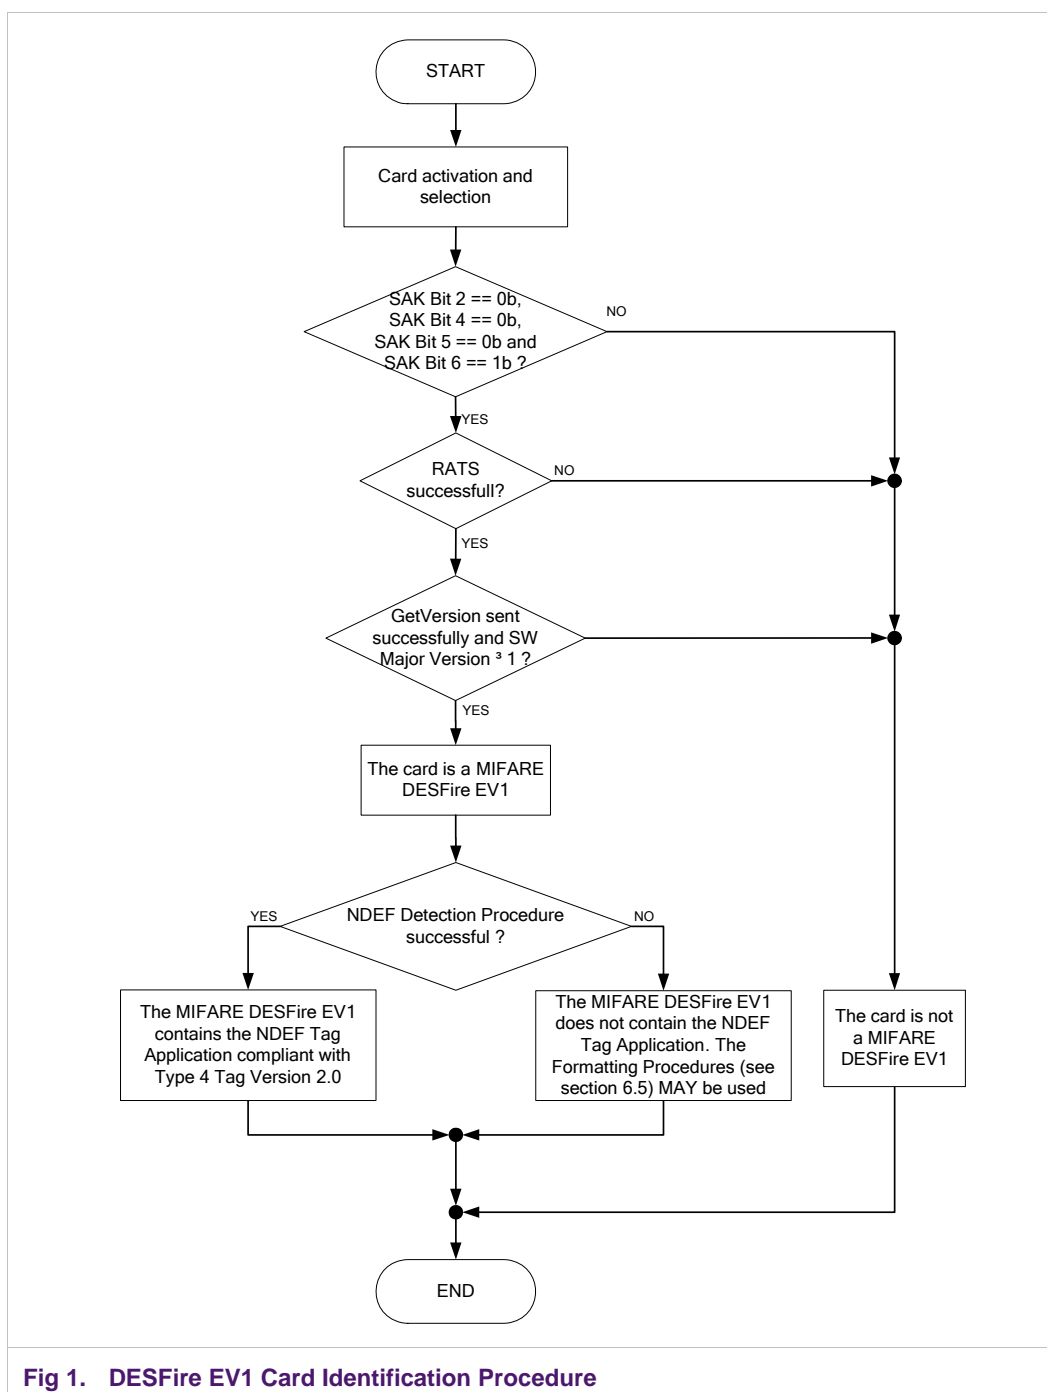 START
Card activation and
selection
SAK Bit 2 == 0b,
SAK Bit 4 == 0b,
SAK Bit 5 == 0b and
SAK Bit 6 == 1b ?
NO
YES
RATS
successfull?
NO
YES
GetVersion sent
successfully and SW
Major Version ³ 1 ?
YES
The card is a MIFARE
DESFire EV1
NDEF Detection Procedure
successful ?
YES
NO
The MIFARE DESFire EV1
contains the NDEF Tag
Application compliant with
Type 4 Tag Version 2.0
The MIFARE DESFire EV1
does not contain the NDEF
Tag Application. The
Formatting Procedures (see
section 6.5) MAY be used
The card is not
a MIFARE
DESFire EV1
END
Fig 1. DESFire EV1 Card Identification Procedure